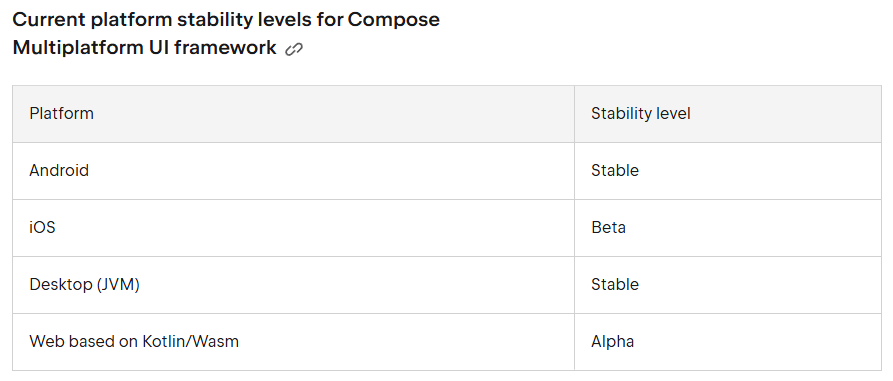 Current platform stability levels for Compose
Multiplatform UI framework
Platform Stability level
Android Stable
iOS Beta
Desktop (JVM) Stable
Web based on Kotlin/Wasm Alpha